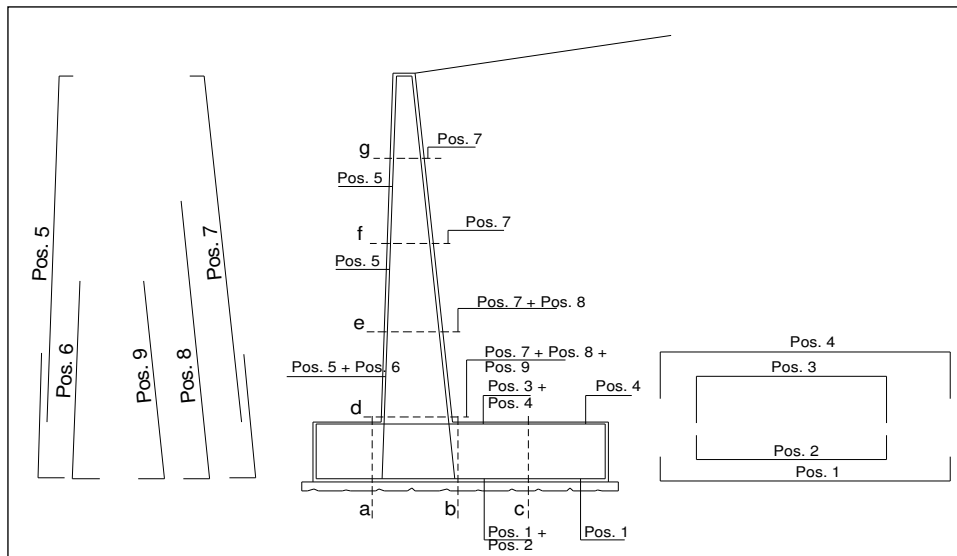 g
Pos. 7
Pos. 5
f
Pos. 7
Pos. 5
Pos. 5
Pos. 7
Pos. 7 + Pos. 8
e
Pos. 6
Pos. 9
Pos. 8
Pos. 5 + Pos. 6
Pos. 7 + Pos. 8 +
Pos. 9
d
Pos. 3 +
Pos. 4
Pos. 4
Pos. 4
Pos. 3
Pos. 2
Pos. 1
a
b
c
Pos. 1 +
Pos. 2
Pos. 1